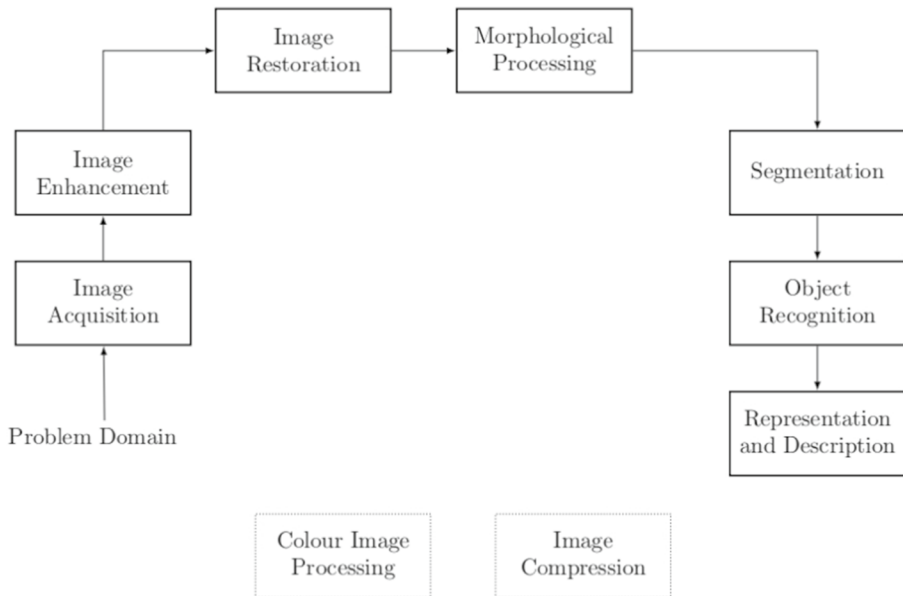 Image
Restoration
Morphological
Processing
Image
Enhancement
Segmentation
Image
Acquisition
Object
Recognition
Problem Domain
Representation
and Description
Colour Image
Processing
Image
Compression